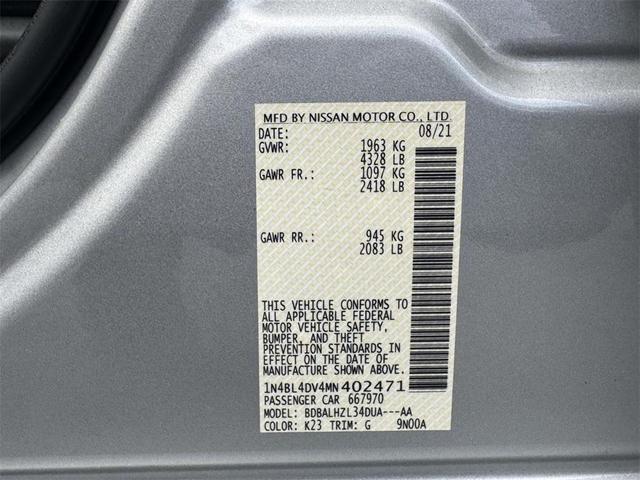 MFD BY NISSAN MOTOR CO., LTD.
DATE: 08/21
GVWR: 1963 KG
4328 LB
GAWR FR.: 1097 KG
2418 LB
GAWR RR.: 945 KG
2083 LB
THIS VEHICLE CONFORMS TO
ALL APPLICABLE FEDERAL
MOTOR VEHICLE SAFETY,
BUMPER, AND THEFT
PREVENTION STANDARDS IN
EFFECT ON THE DATE OF
MANUFACTURE SHOWN ABOVE.
1N4BL4DV4MN402471
PASSENGER CAR 667970
MODEL: BDBALHZL34DUA---AA
COLOR: K23 TRIM: G 9N00A